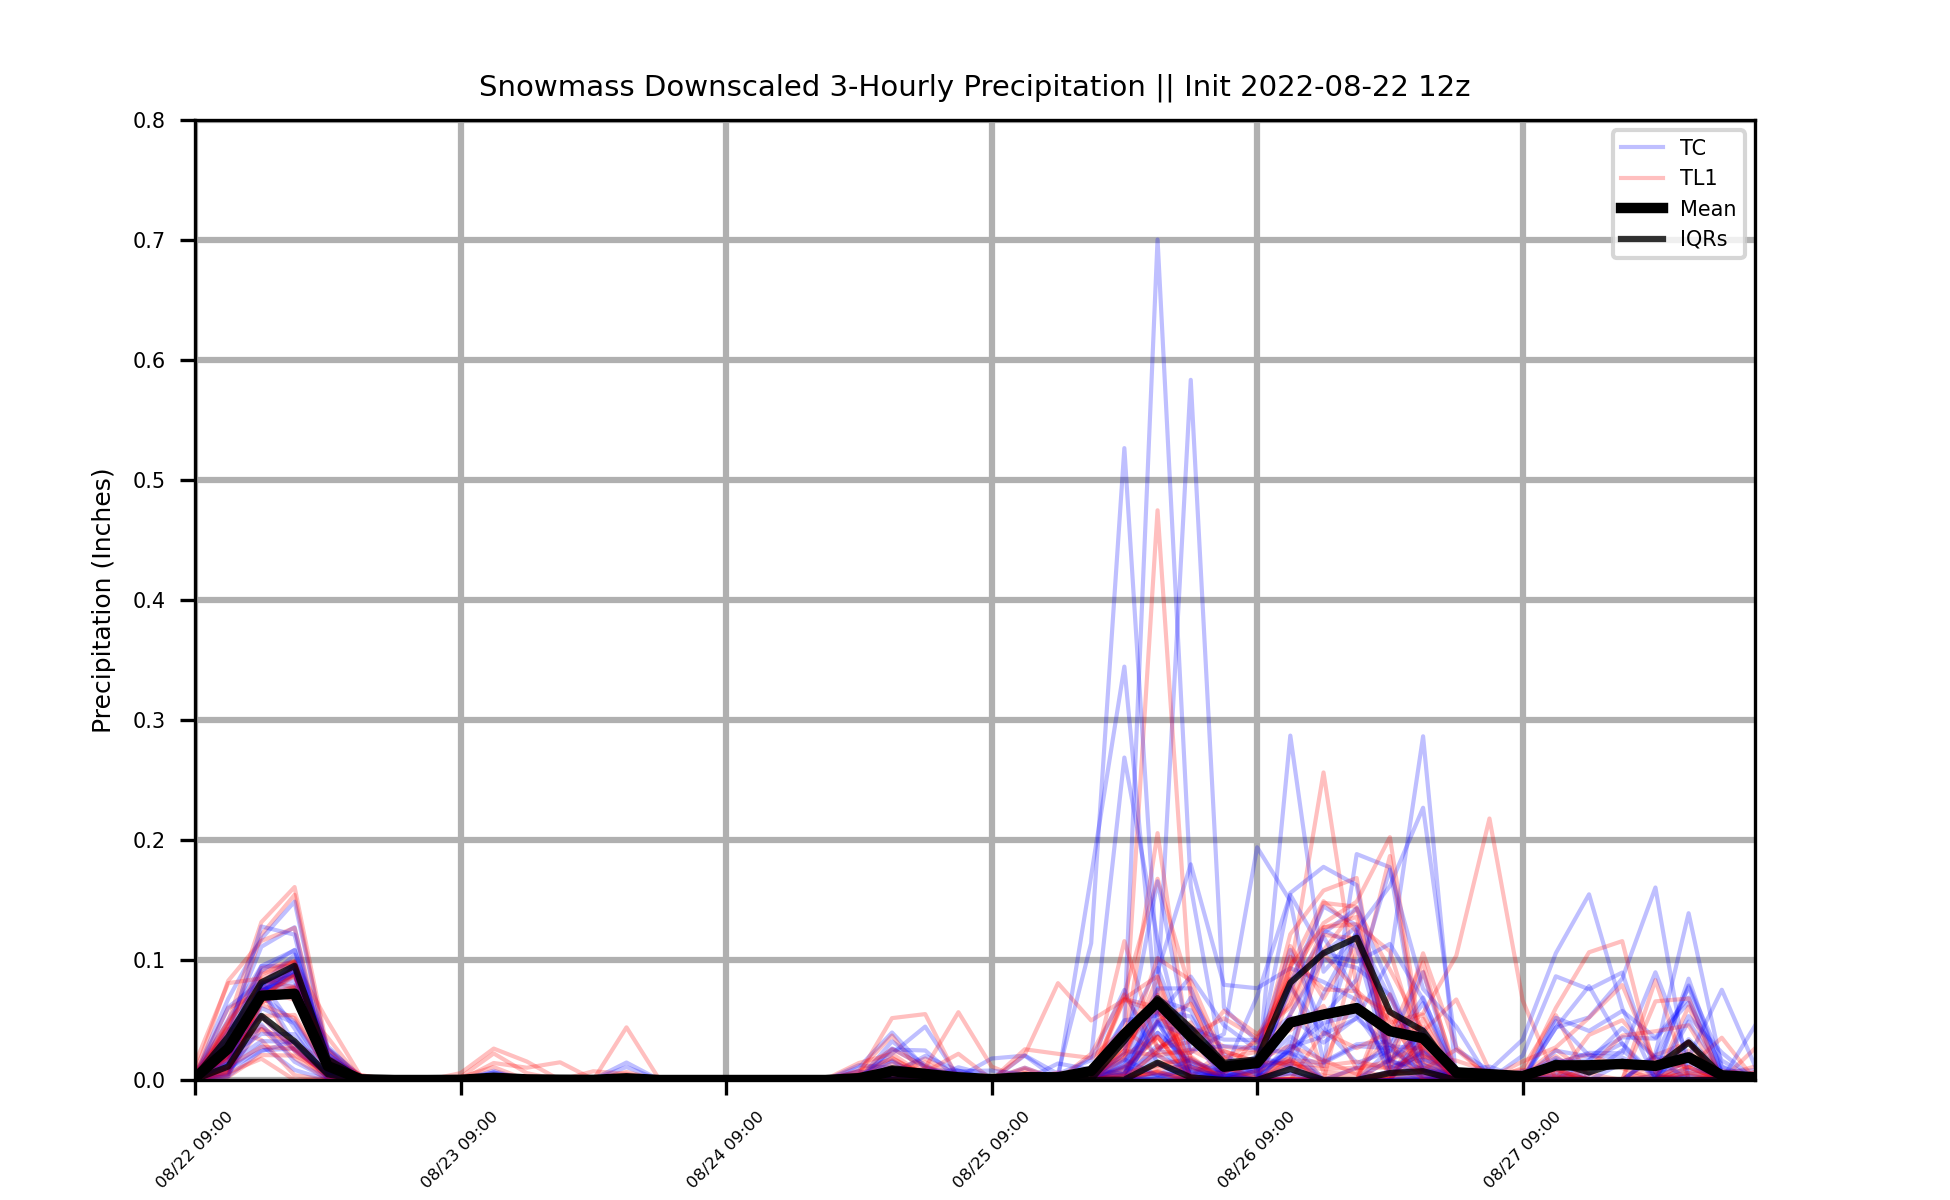 Snowmass Downscaled 3-Hourly Precipitation || Init 2022-08-22 12z
TC
TL1
Mean
IQRs
Precipitation (Inches)
0.8
0.7
0.6
0.5
0.4
0.3
0.2
0.1
0.0
08/22 09:00
08/23 09:00
08/24 09:00
08/25 09:00
08/26 09:00
08/27 09:00